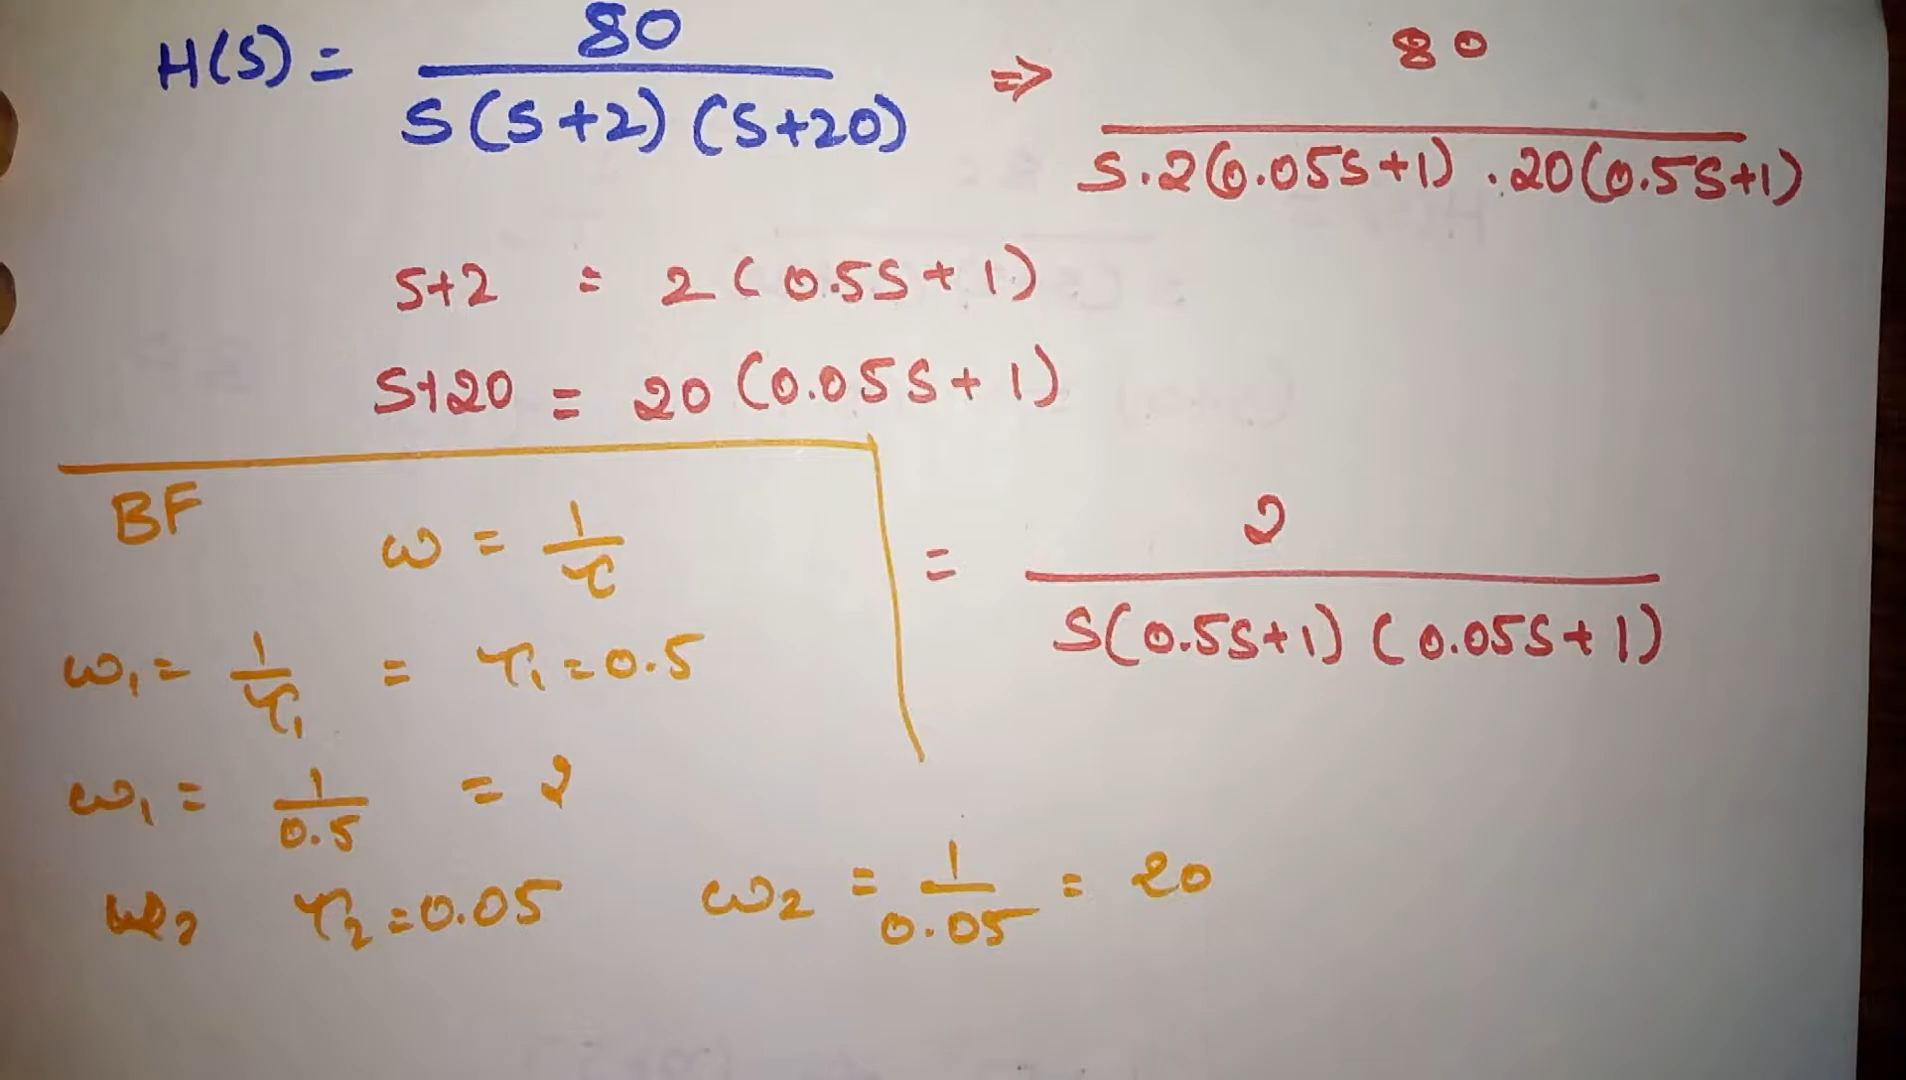 H(S) = 80 / S(S+2)(S+20) ⇒ 80 / S.2(0.05S+1).20(0.5S+1)
S+2 = 2(0.5S+1)
S+20 = 20(0.05S+1)
BF
ω = 1/τ
= 2 / S(0.5S+1)(0.05S+1)
ω₁ = 1/τ₁ = τ₁ = 0.5
ω₁ = 1/0.5 = 2
ω₂ τ₂ = 0.05 ω₂ = 1/0.05 = 20